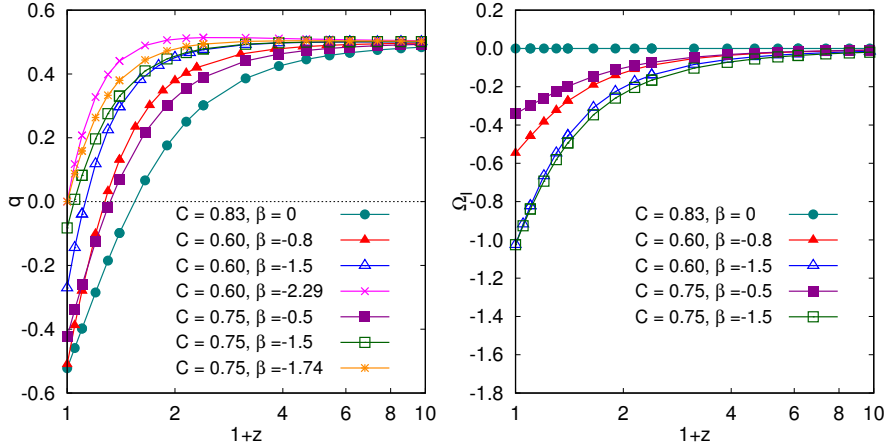 q
0.6
0.4
0.2
0.0
-0.2
-0.4
-0.6
C = 0.83, β = 0
C = 0.60, β =-0.8
C = 0.60, β =-1.5
C = 0.60, β =-2.29
C = 0.75, β =-0.5
C = 0.75, β =-1.5
C = 0.75, β =-1.74
1 2 4 6 8 10
1+z
Ω_I
0.2
0.0
-0.2
-0.4
-0.6
-0.8
-1.0
-1.2
-1.4
-1.6
-1.8
C = 0.83, β = 0
C = 0.60, β =-0.8
C = 0.60, β =-1.5
C = 0.75, β =-0.5
C = 0.75, β =-1.5
1 2 4 6 8 10
1+z